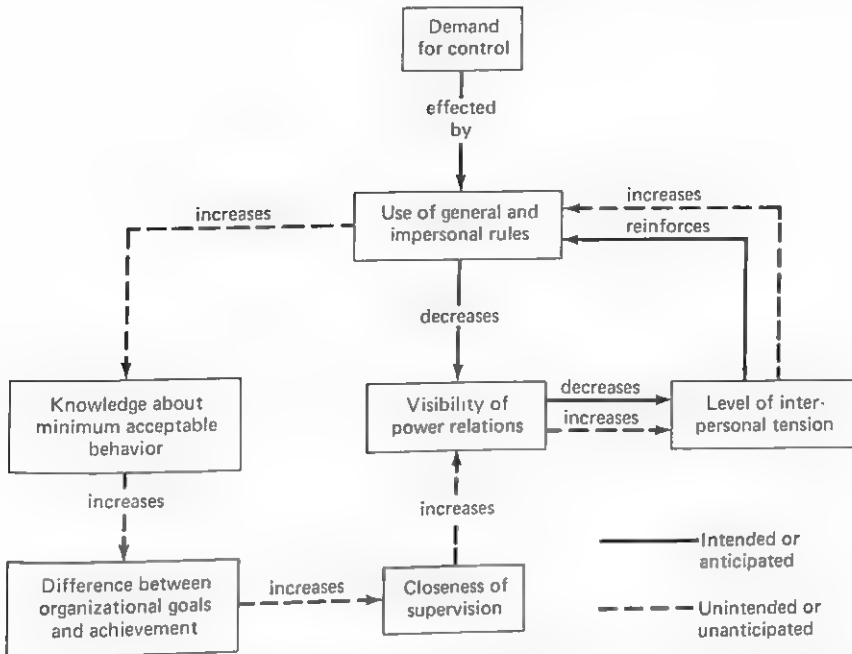 Demand
for control
effected
by
increases
Use of general and
impersonal rules
increases
reinforces
decreases
Knowledge about
minimum acceptable
behavior
Visibility of
power relations
decreases
increases
Level of inter-
personal tension
increases
increases
Difference between
organizational goals
and achievement
increases
Closeness of
supervision
Intended or
anticipated
Unintended or
unanticipated